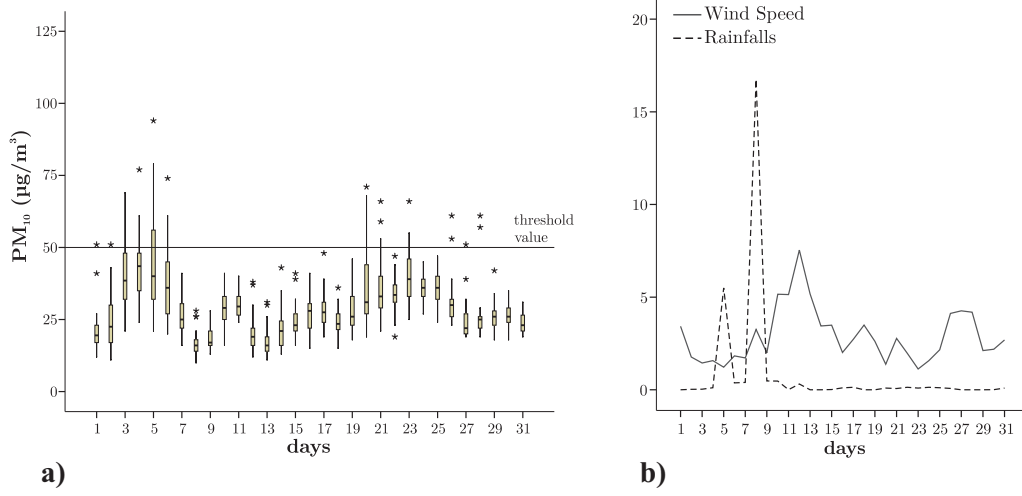 125
100
75
50
25
0
PM₁₀ (µg/m³)
threshold
value
1 3 5 7 9 11 13 15 17 19 21 23 25 27 29 31
days
a)
20
15
10
5
0
Wind Speed
Rainfalls
1 3 5 7 9 11 13 15 17 19 21 23 25 27 29 31
days
b)